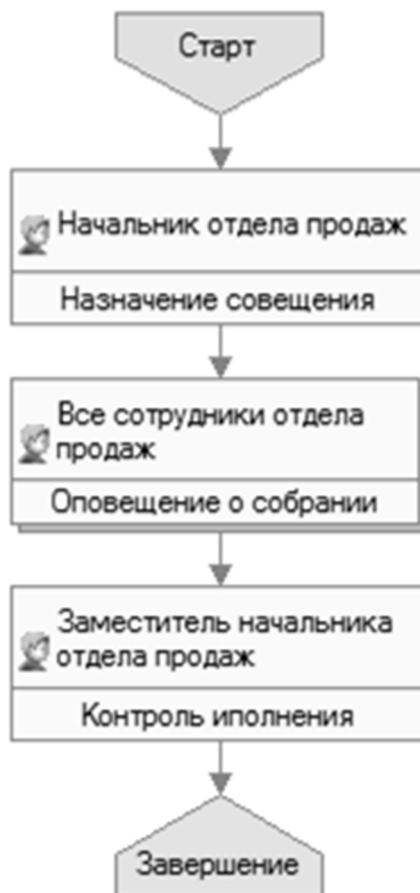 Старт
Начальник отдела продаж
Назначение совещения
Все сотрудники отдела
продаж
Оповещение о собрании
Заместитель начальника
отдела продаж
Контроль иполнения
Завершение